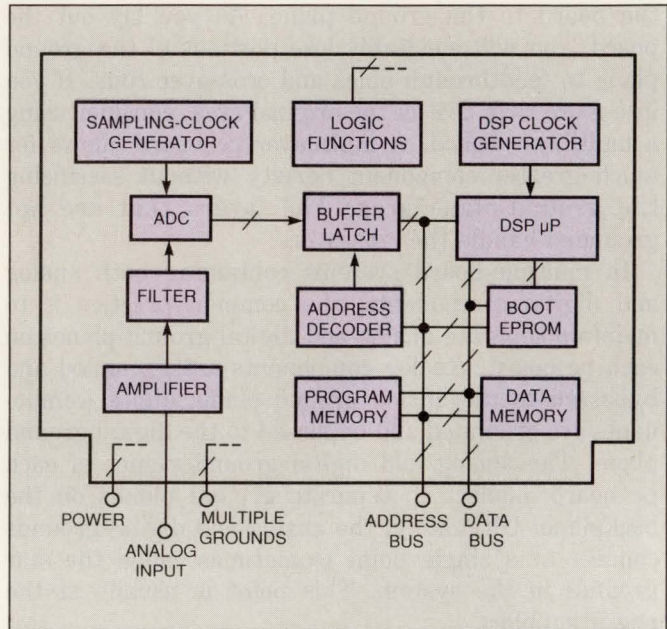 SAMPLING-CLOCK
GENERATOR
LOGIC
FUNCTIONS
DSP CLOCK
GENERATOR
ADC
BUFFER
LATCH
DSP μP
FILTER
ADDRESS
DECODER
BOOT
EPROM
AMPLIFIER
PROGRAM
MEMORY
DATA
MEMORY
POWER
ANALOG
INPUT
MULTIPLE
GROUNDS
ADDRESS
BUS
DATA
BUS